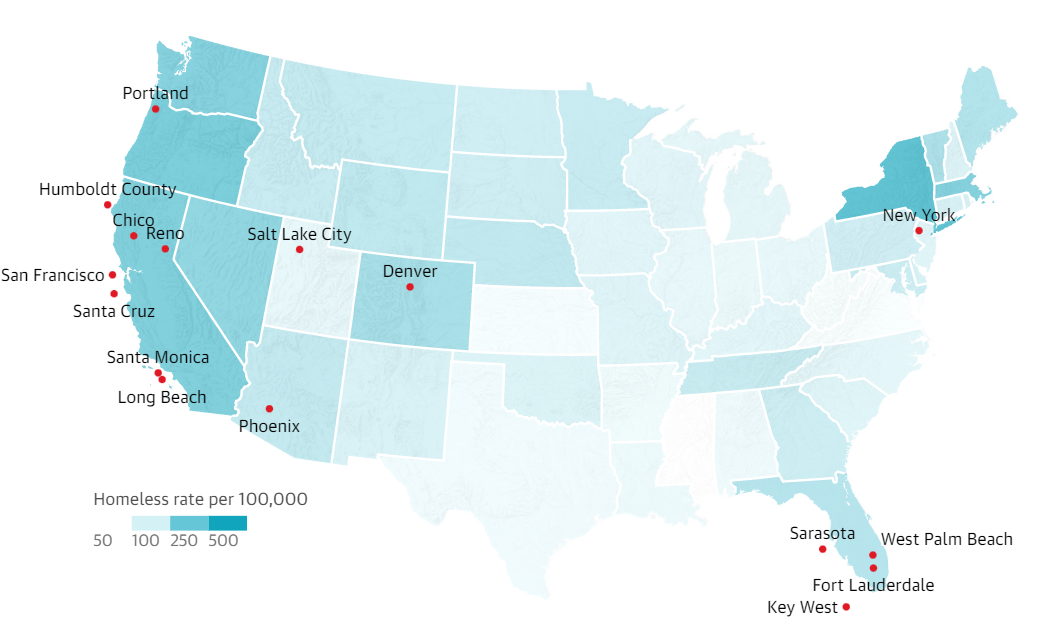 Portland
Humboldt County
Chico
Reno
Salt Lake City
New York
San Francisco
Denver
Santa Cruz
Santa Monica
Long Beach
Phoenix
Homeless rate per 100,000
50 100 250 500
Sarasota
West Palm Beach
Fort Lauderdale
Key West